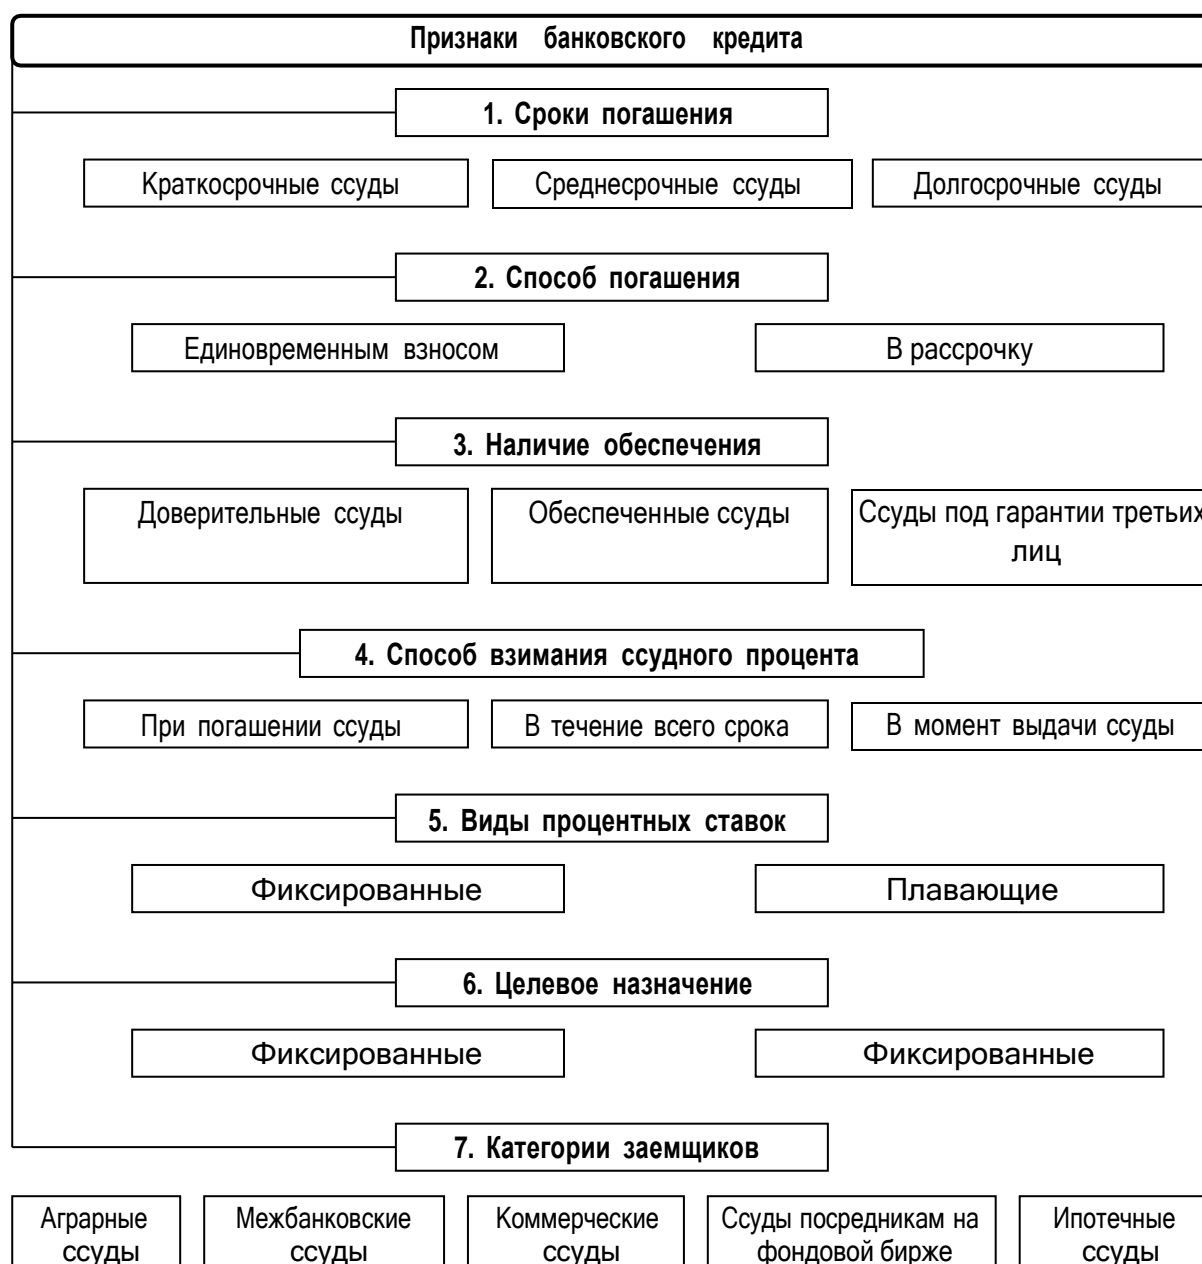 Признаки банковского кредита
1. Сроки погашения
Краткосрочные ссуды
Среднесрочные ссуды
Долгосрочные ссуды
2. Способ погашения
Единовременным взносом
В рассрочку
3. Наличие обеспечения
Доверительные ссуды
Обеспеченные ссуды
Ссуды под гарантии третьих
лиц
4. Способ взимания ссудного процента
При погашении ссуды
В течение всего срока
В момент выдачи ссуды
5. Виды процентных ставок
Фиксированные
Плавающие
6. Целевое назначение
Фиксированные
Фиксированные
7. Категории заемщиков
Аграрные
ссуды
Межбанковские
ссуды
Коммерческие
ссуды
Ссуды посредникам на
фондовой бирже
Ипотечные
ссуды